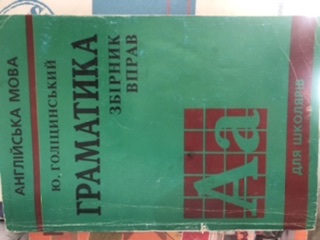 АНГЛІЙСЬКА МОВА
Ю. ГОЛІЦИНСЬКИЙ
ГРАМАТИКА
ЗБІРНИК
ВПРАВ
Aa
ДЛЯ ШКОЛЯРІВ